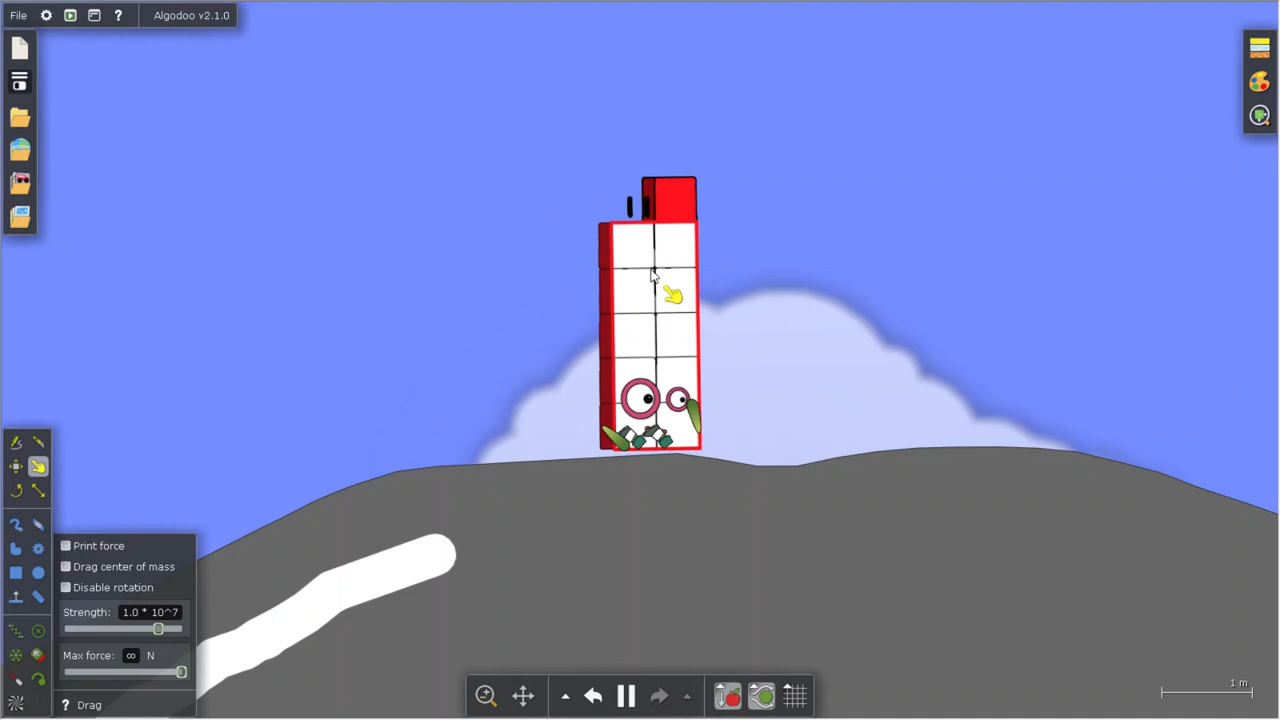 File
?
Algodoo v2.1.0
Print force
Drag center of mass
Disable rotation
Strength: 1.0 * 10^7
Max force: ∞ N
? Drag
1 m